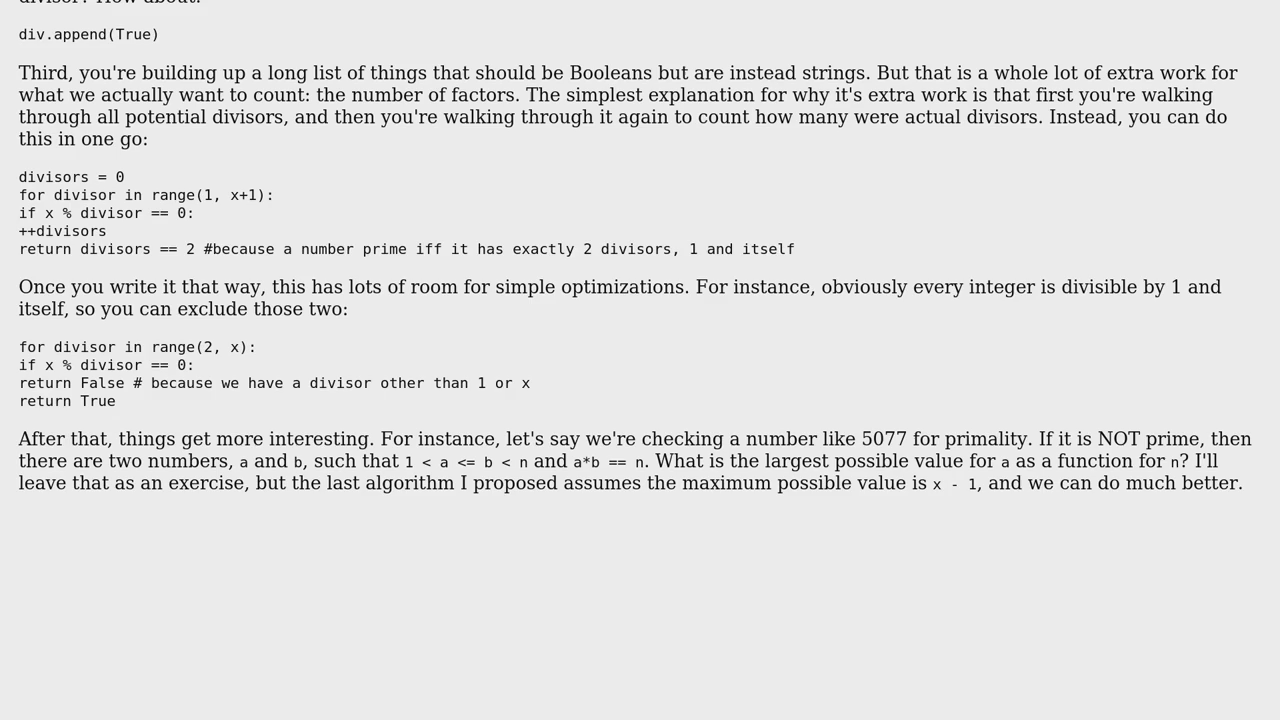 divisor? How about:
div.append(True)
Third, you're building up a long list of things that should be Booleans but are instead strings. But that is a whole lot of extra work for
what we actually want to count: the number of factors. The simplest explanation for why it's extra work is that first you're walking
through all potential divisors, and then you're walking through it again to count how many were actual divisors. Instead, you can do
this in one go:
divisors = 0
for divisor in range(1, x+1):
if x % divisor == 0:
++divisors
return divisors == 2 #because a number prime iff it has exactly 2 divisors, 1 and itself
Once you write it that way, this has lots of room for simple optimizations. For instance, obviously every integer is divisible by 1 and
itself, so you can exclude those two:
for divisor in range(2, x):
if x % divisor == 0:
return False # because we have a divisor other than 1 or x
return True
After that, things get more interesting. For instance, let's say we're checking a number like 5077 for primality. If it is NOT prime, then
there are two numbers, a and b, such that 1 < a <= b < n and a*b == n. What is the largest possible value for a as a function for n? I'll
leave that as an exercise, but the last algorithm I proposed assumes the maximum possible value is x - 1, and we can do much better.